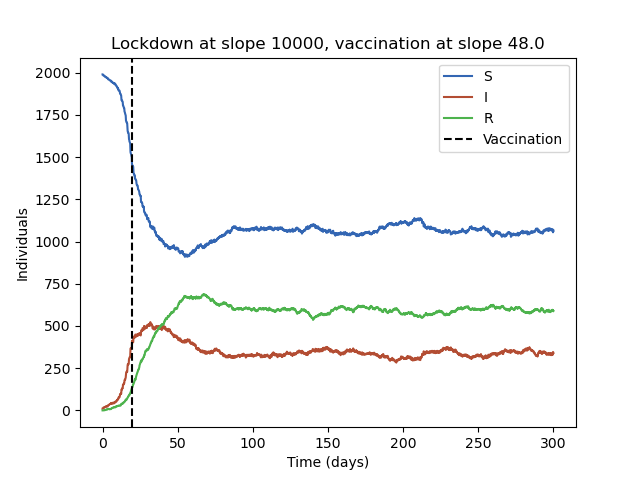 Lockdown at slope 10000, vaccination at slope 48.0
S
I
R
Vaccination
2000
1750
1500
1250
1000
750
500
250
0
Individuals
0 50 100 150 200 250 300
Time (days)